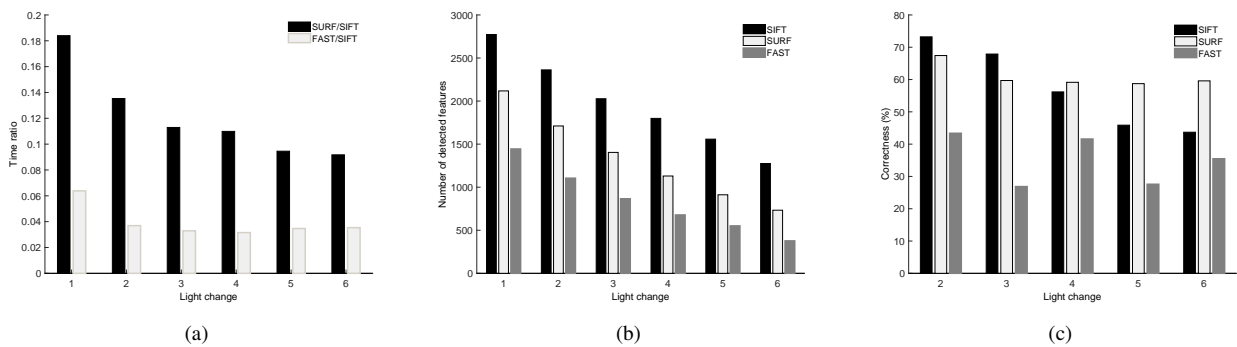 0.2
0.18
0.16
0.14
0.12
0.1
0.08
0.06
0.04
0.02
0
Time ratio
SURF/SIFT
FAST/SIFT
1 2 3 4 5 6
Light change
(a)
3000
2500
2000
1500
1000
500
0
Number of detected features
SIFT
SURF
FAST
1 2 3 4 5 6
Light change
(b)
80
70
60
50
40
30
20
10
0
Correctness (%)
SIFT
SURF
FAST
2 3 4 5 6
Light change
(c)